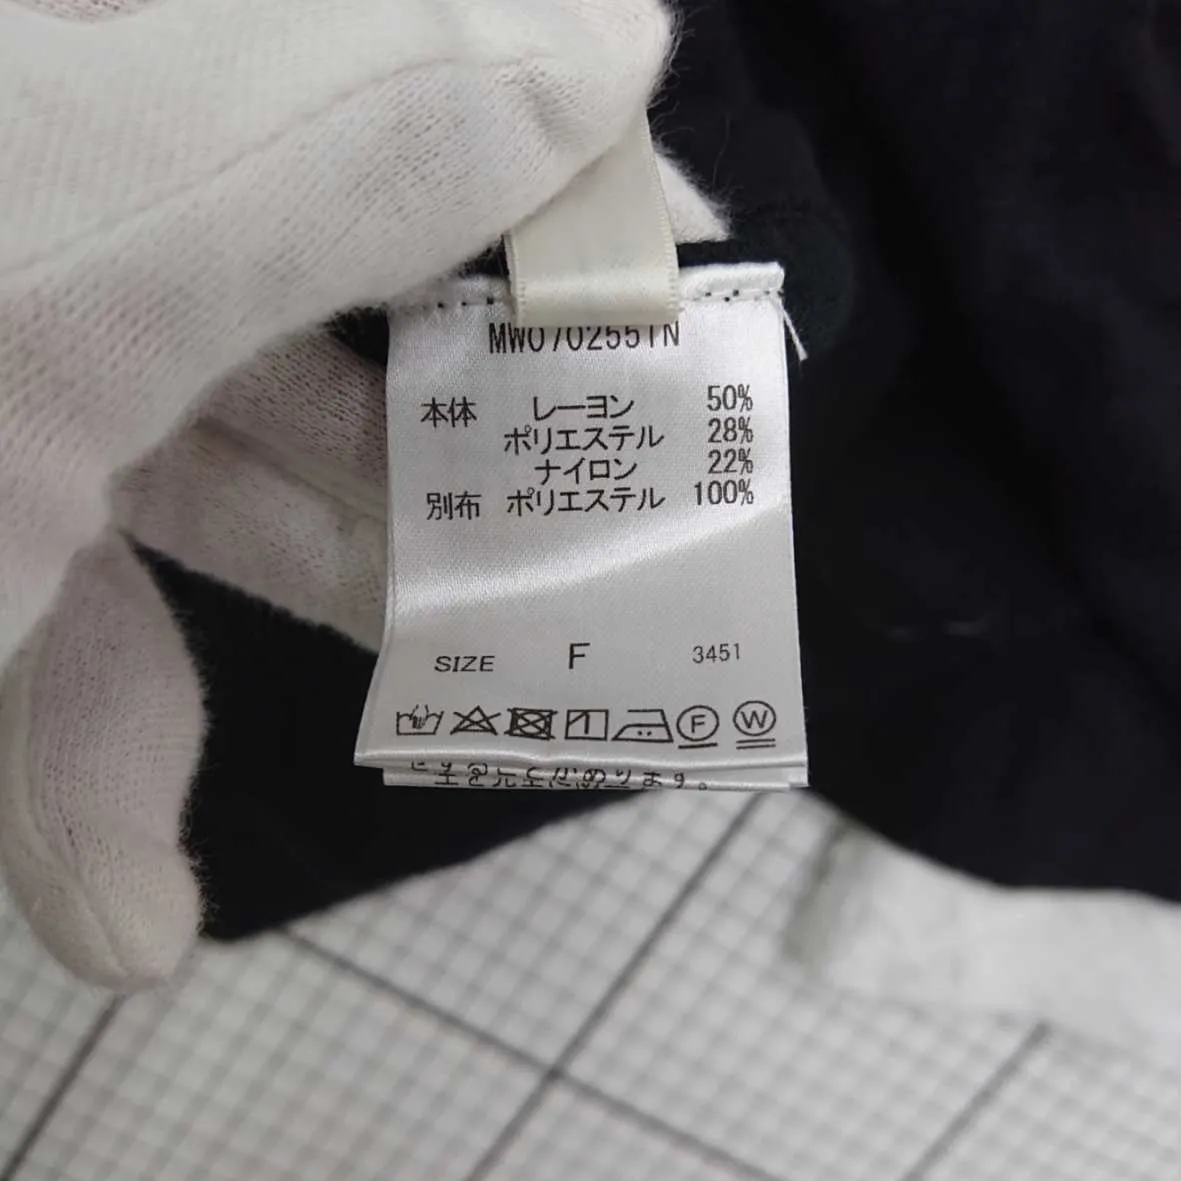 MW0702551N
本体 レーヨン 50%
ポリエステル 28%
ナイロン 22%
別布 ポリエステル 100%
SIZE F 3451
F W